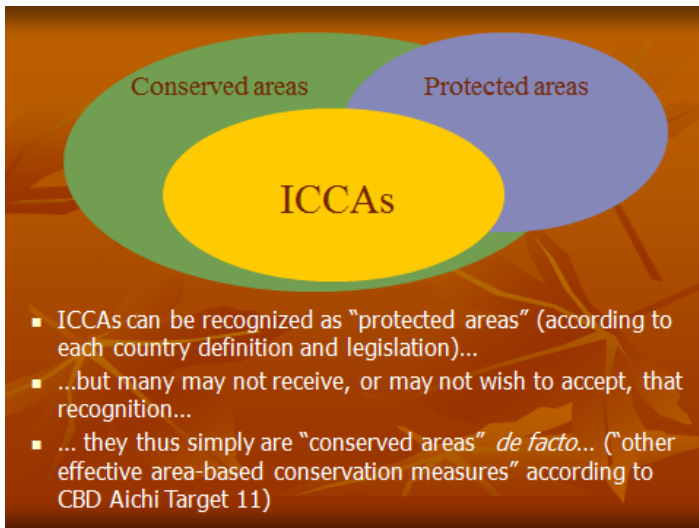 Conserved areas
Protected areas
ICCAs
ICCAs can be recognized as “protected areas” (according to
each country definition and legislation)...
...but many may not receive, or may not wish to accept, that
recognition...
... they thus simply are “conserved areas” de facto... (“other
effective area-based conservation measures” according to
CBD Aichi Target 11)